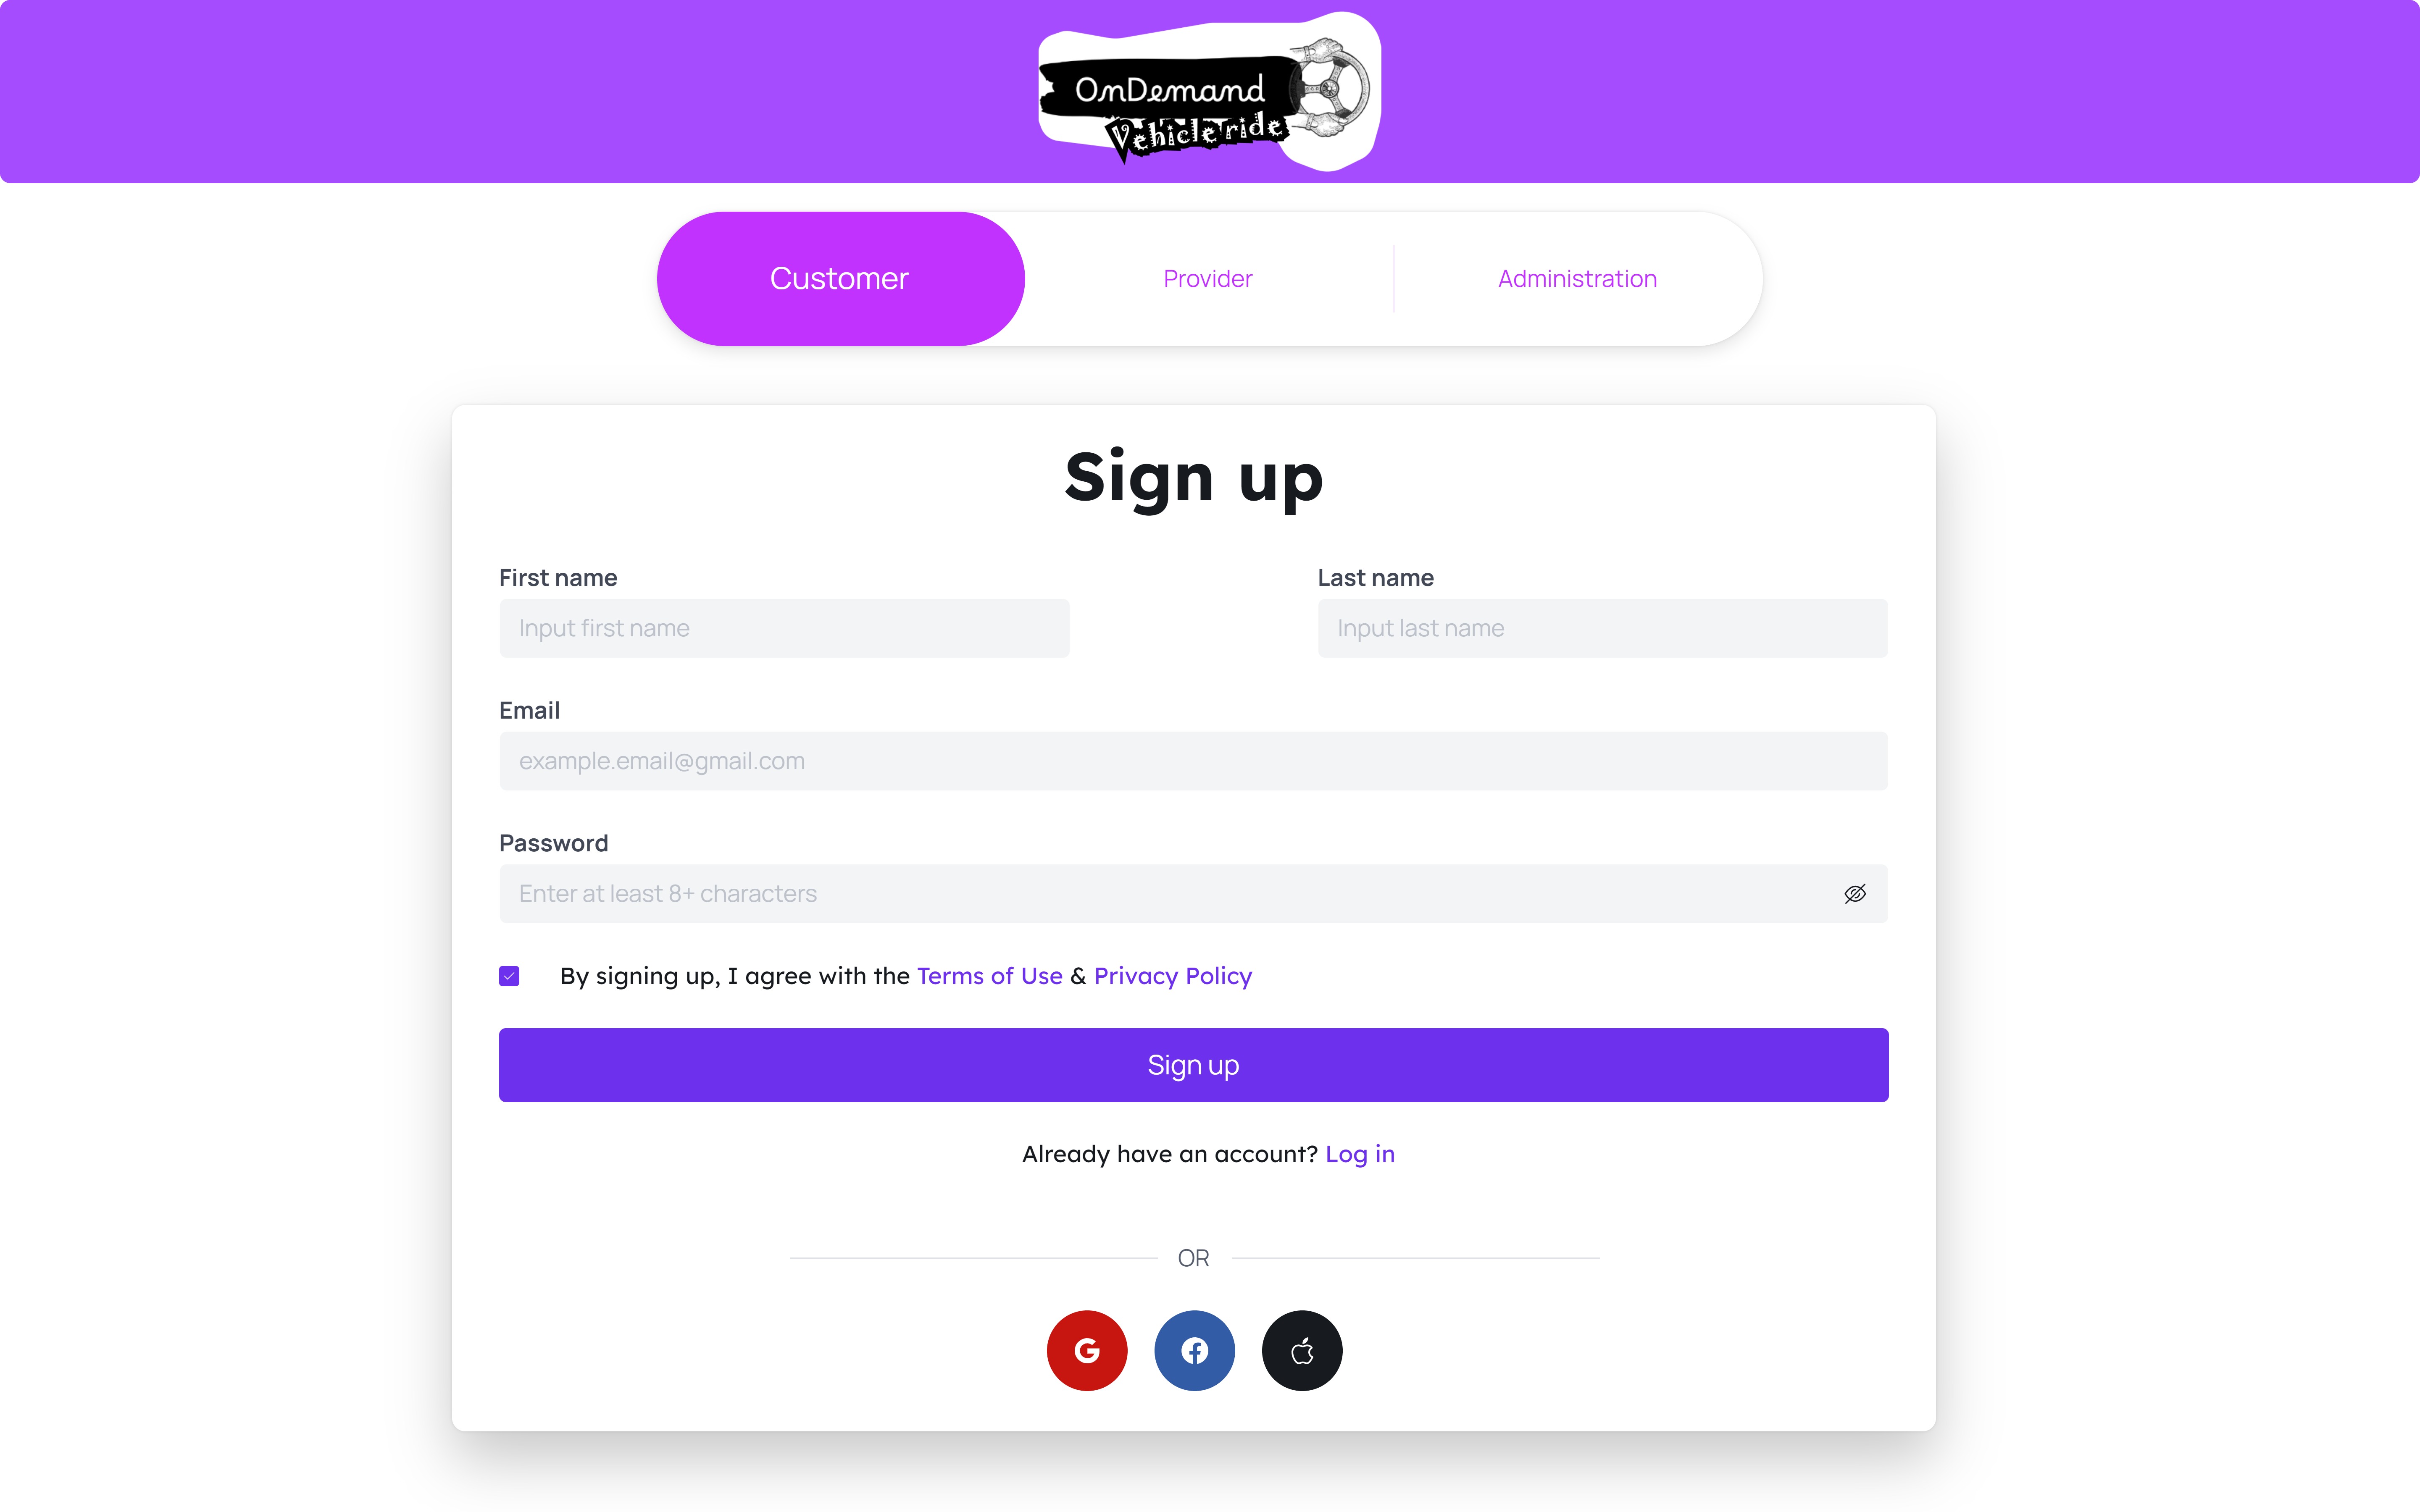 OnDemand
Vehicleride
Customer
Provider
Administration
Sign up
First name
Last name
Input first name
Input last name
Email
example.email@gmail.com
Password
Enter at least 8+ characters
By signing up, I agree with the Terms of Use & Privacy Policy
Sign up
Already have an account? Log in
OR